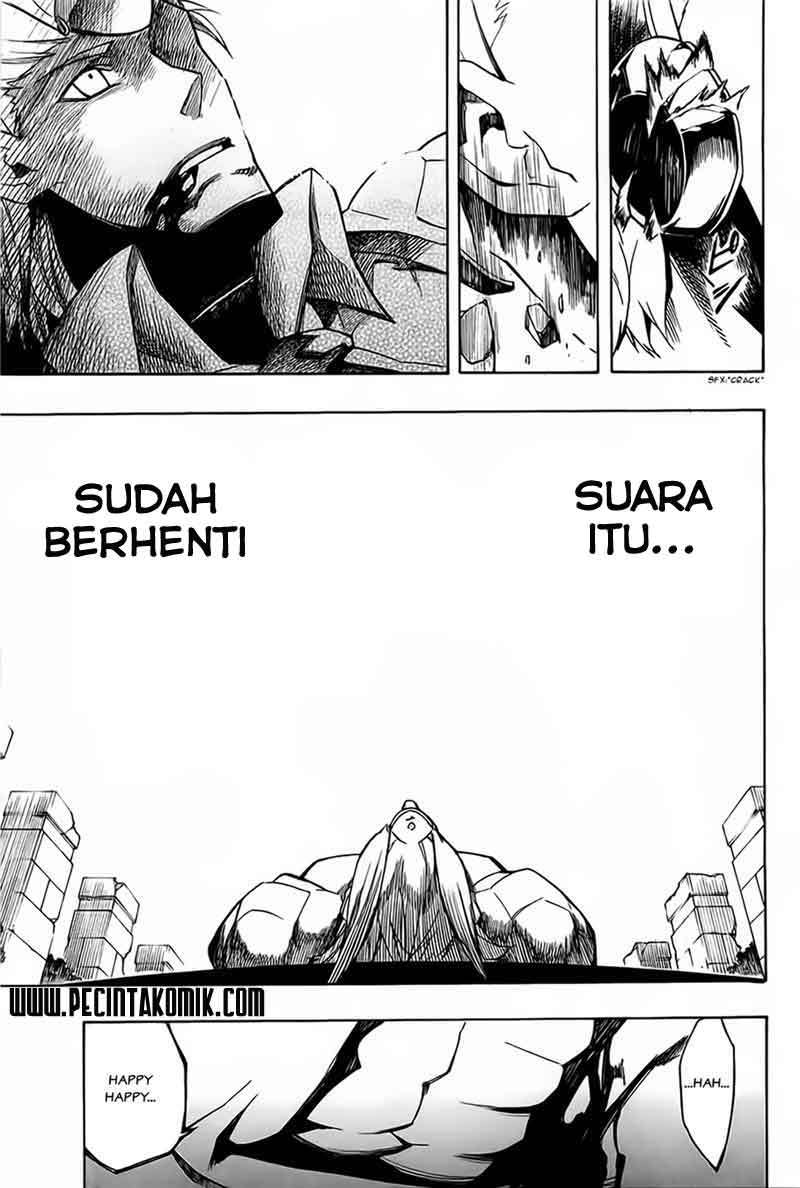 SFX:"CRACK"
SUARA
ITU...
SUDAH
BERHENTI
WWW.PECINTAKOMIK.COM
...HAH...
HAPPY
HAPPY...